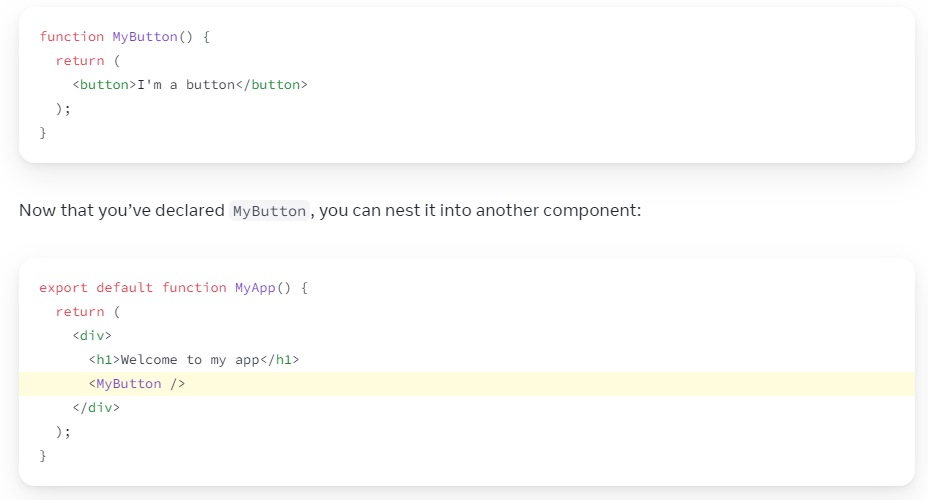 function MyButton() {
  return (
    <button>I'm a button</button>
  );
}
Now that you’ve declared MyButton, you can nest it into another component:
export default function MyApp() {
  return (
    <div>
      <h1>Welcome to my app</h1>
      <MyButton />
    </div>
  );
}